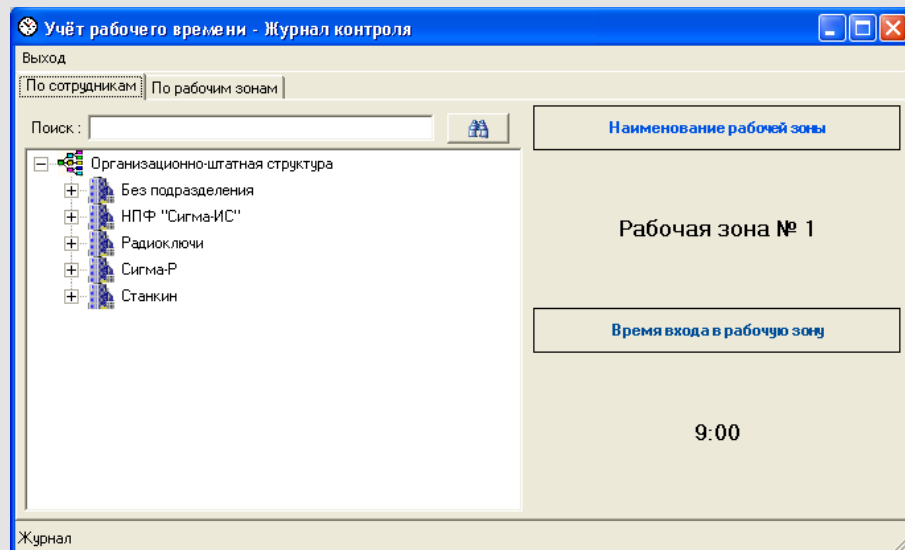 Учёт рабочего времени - Журнал контроля
Выход
По сотрудникам По рабочим зонам
Поиск :
Наименование рабочей зоны
Организационно-штатная структура
Без подразделения
НПФ "Сигма-ИС"
Рабочая зона № 1
Радиоключи
Сигма-Р
Станкин
Время входа в рабочую зону
9:00
Журнал